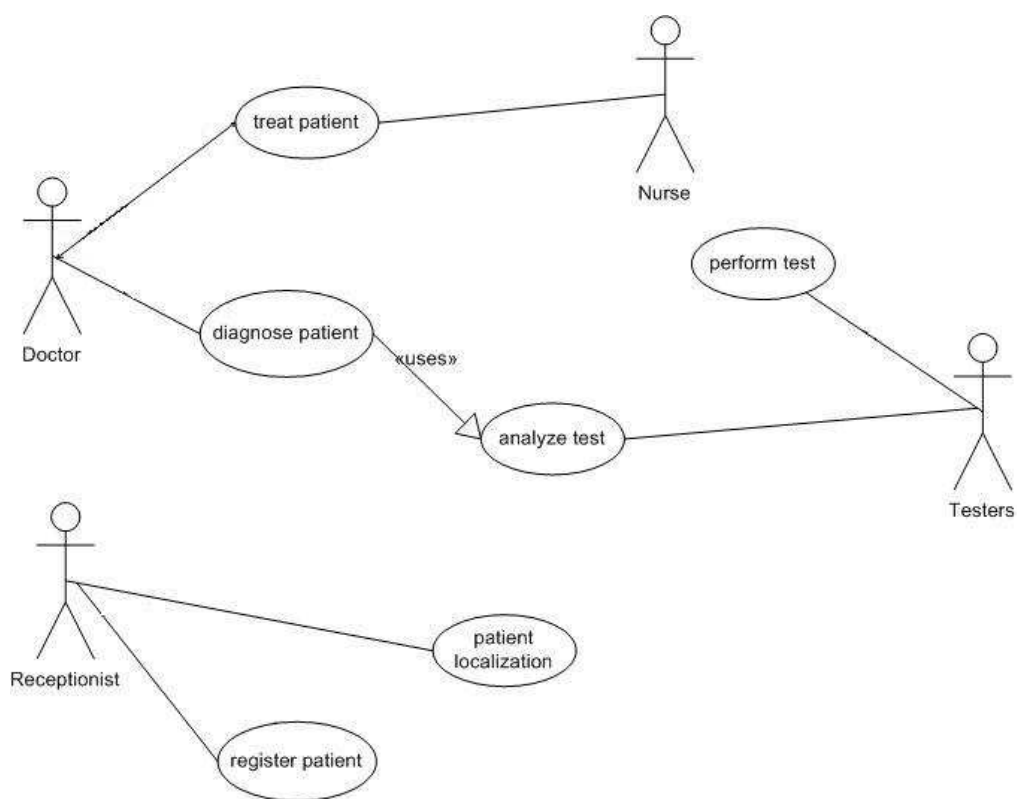 treat patient
Nurse
perform test
Doctor
diagnose patient
«uses»
analyze test
Testers
Receptionist
patient
localization
register patient